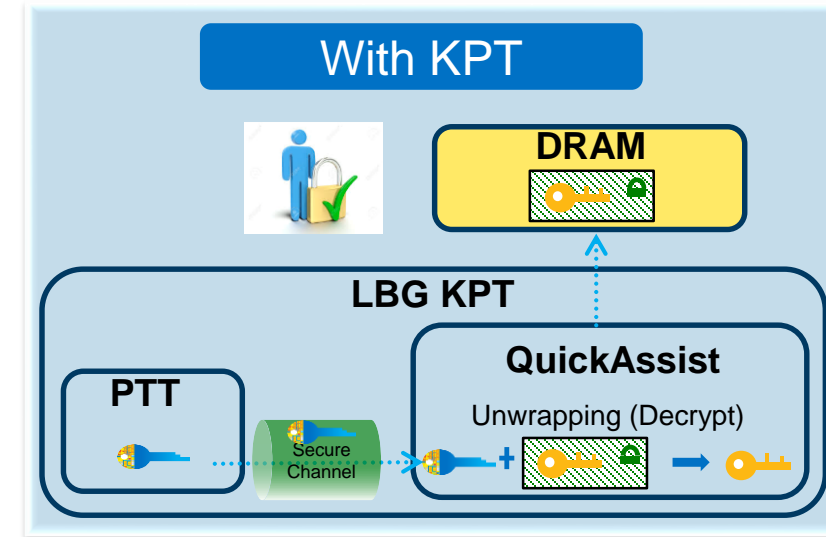 With KPT
DRAM
LBG KPT
QuickAssist
PTT
Unwrapping (Decrypt)
Secure
Channel
+